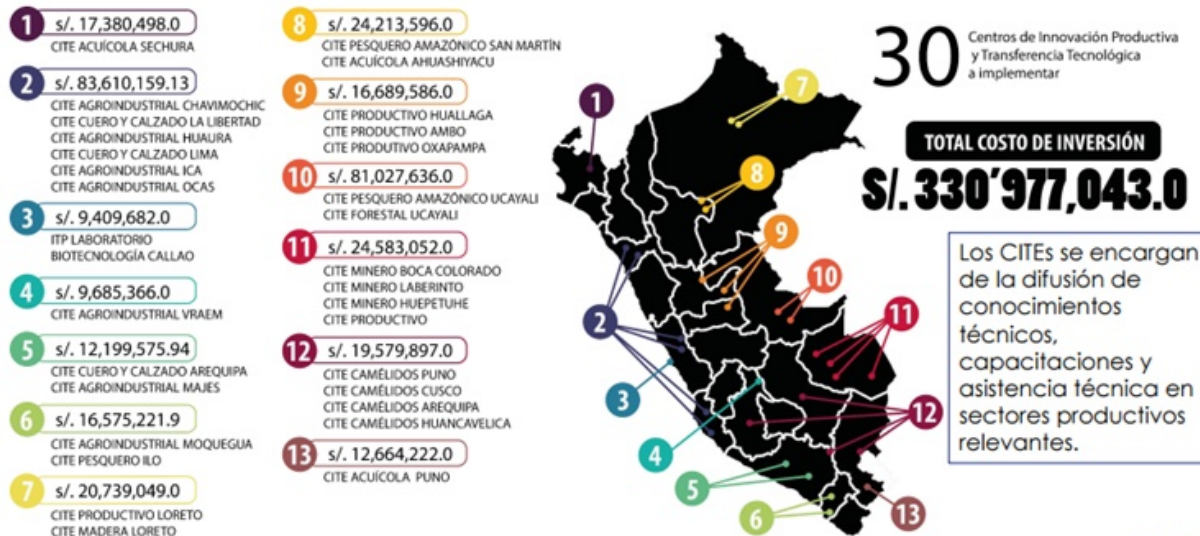 1
s/. 17,380,498.0
CITE ACUÍCOLA SECHURA
2
s/. 83,610,159.13
CITE AGROINDUSTRIAL CHAVIMOCHIC
CITE CUERO Y CALZADO LA LIBERTAD
CITE AGROINDUSTRIAL HUAURA
CITE CUERO Y CALZADO LIMA
CITE AGROINDUSTRIAL ICA
CITE AGROINDUSTRIAL OCAS
3
s/. 9,409,682.0
ITP LABORATORIO
BIOTECNOLOGÍA CALLAO
4
s/. 9,685,366.0
CITE AGROINDUSTRIAL VRAEM
5
s/. 12,199,575.94
CITE CUERO Y CALZADO AREQUIPA
CITE AGROINDUSTRIAL MAJES
6
s/. 16,575,221.9
CITE AGROINDUSTRIAL MOQUEGUA
CITE PESQUERO ILO
7
s/. 20,739,049.0
CITE PRODUCTIVO LORETO
CITE MADERA LORETO
8
s/. 24,213,596.0
CITE PESQUERO AMAZÓNICO SAN MARTÍN
CITE ACUÍCOLA AHUASHIYACU
9
s/. 16,689,586.0
CITE PRODUCTIVO HUALLAGA
CITE PRODUCTIVO AMBO
CITE PRODUTIVO OXAPAMPA
10
s/. 81,027,636.0
CITE PESQUERO AMAZÓNICO UCAYALI
CITE FORESTAL UCAYALI
11
s/. 24,583,052.0
CITE MINERO BOCA COLORADO
CITE MINERO LABERINTO
CITE MINERO HUEPETUHE
CITE PRODUCTIVO
12
s/. 19,579,897.0
CITE CAMÉLIDOS PUNO
CITE CAMÉLIDOS CUSCO
CITE CAMÉLIDOS AREQUIPA
CITE CAMÉLIDOS HUANCAVELICA
13
s/. 12,664,222.0
CITE ACUÍCOLA PUNO
1
7
8
9
10
2
11
3
12
4
5
6
13
30
Centros de Innovación Productiva
y Transferencia Tecnológica
a implementar
TOTAL COSTO DE INVERSIÓN
S/. 330´977,043.0
Los CITEs se encargan
de la difusión de
conocimientos
técnicos,
capacitaciones y
asistencia técnica en
sectores productivos
relevantes.